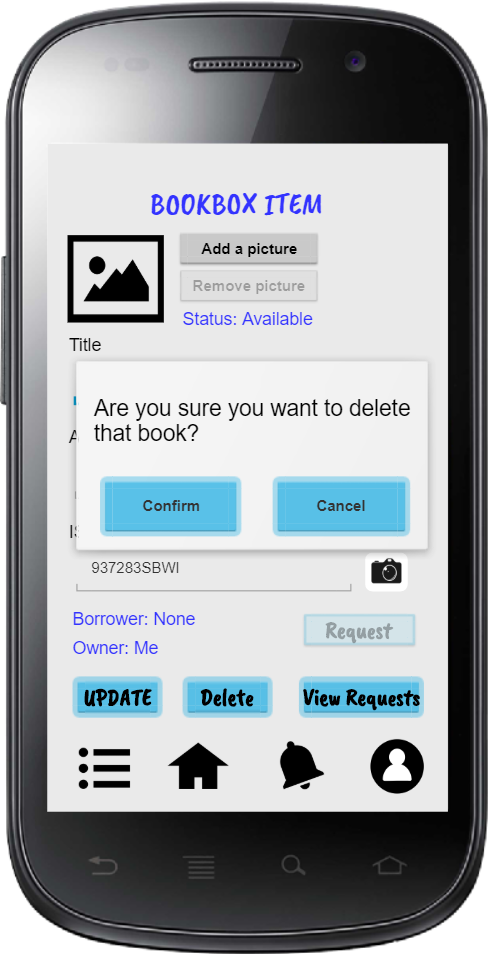 BOOKBOX ITEM
Add a picture
Remove picture
Status: Available
Title
Are you sure you want to delete
that book?
Confirm
Cancel
937283SBWI
Borrower: None
Request
Owner: Me
UPDATE
Delete
View Requests